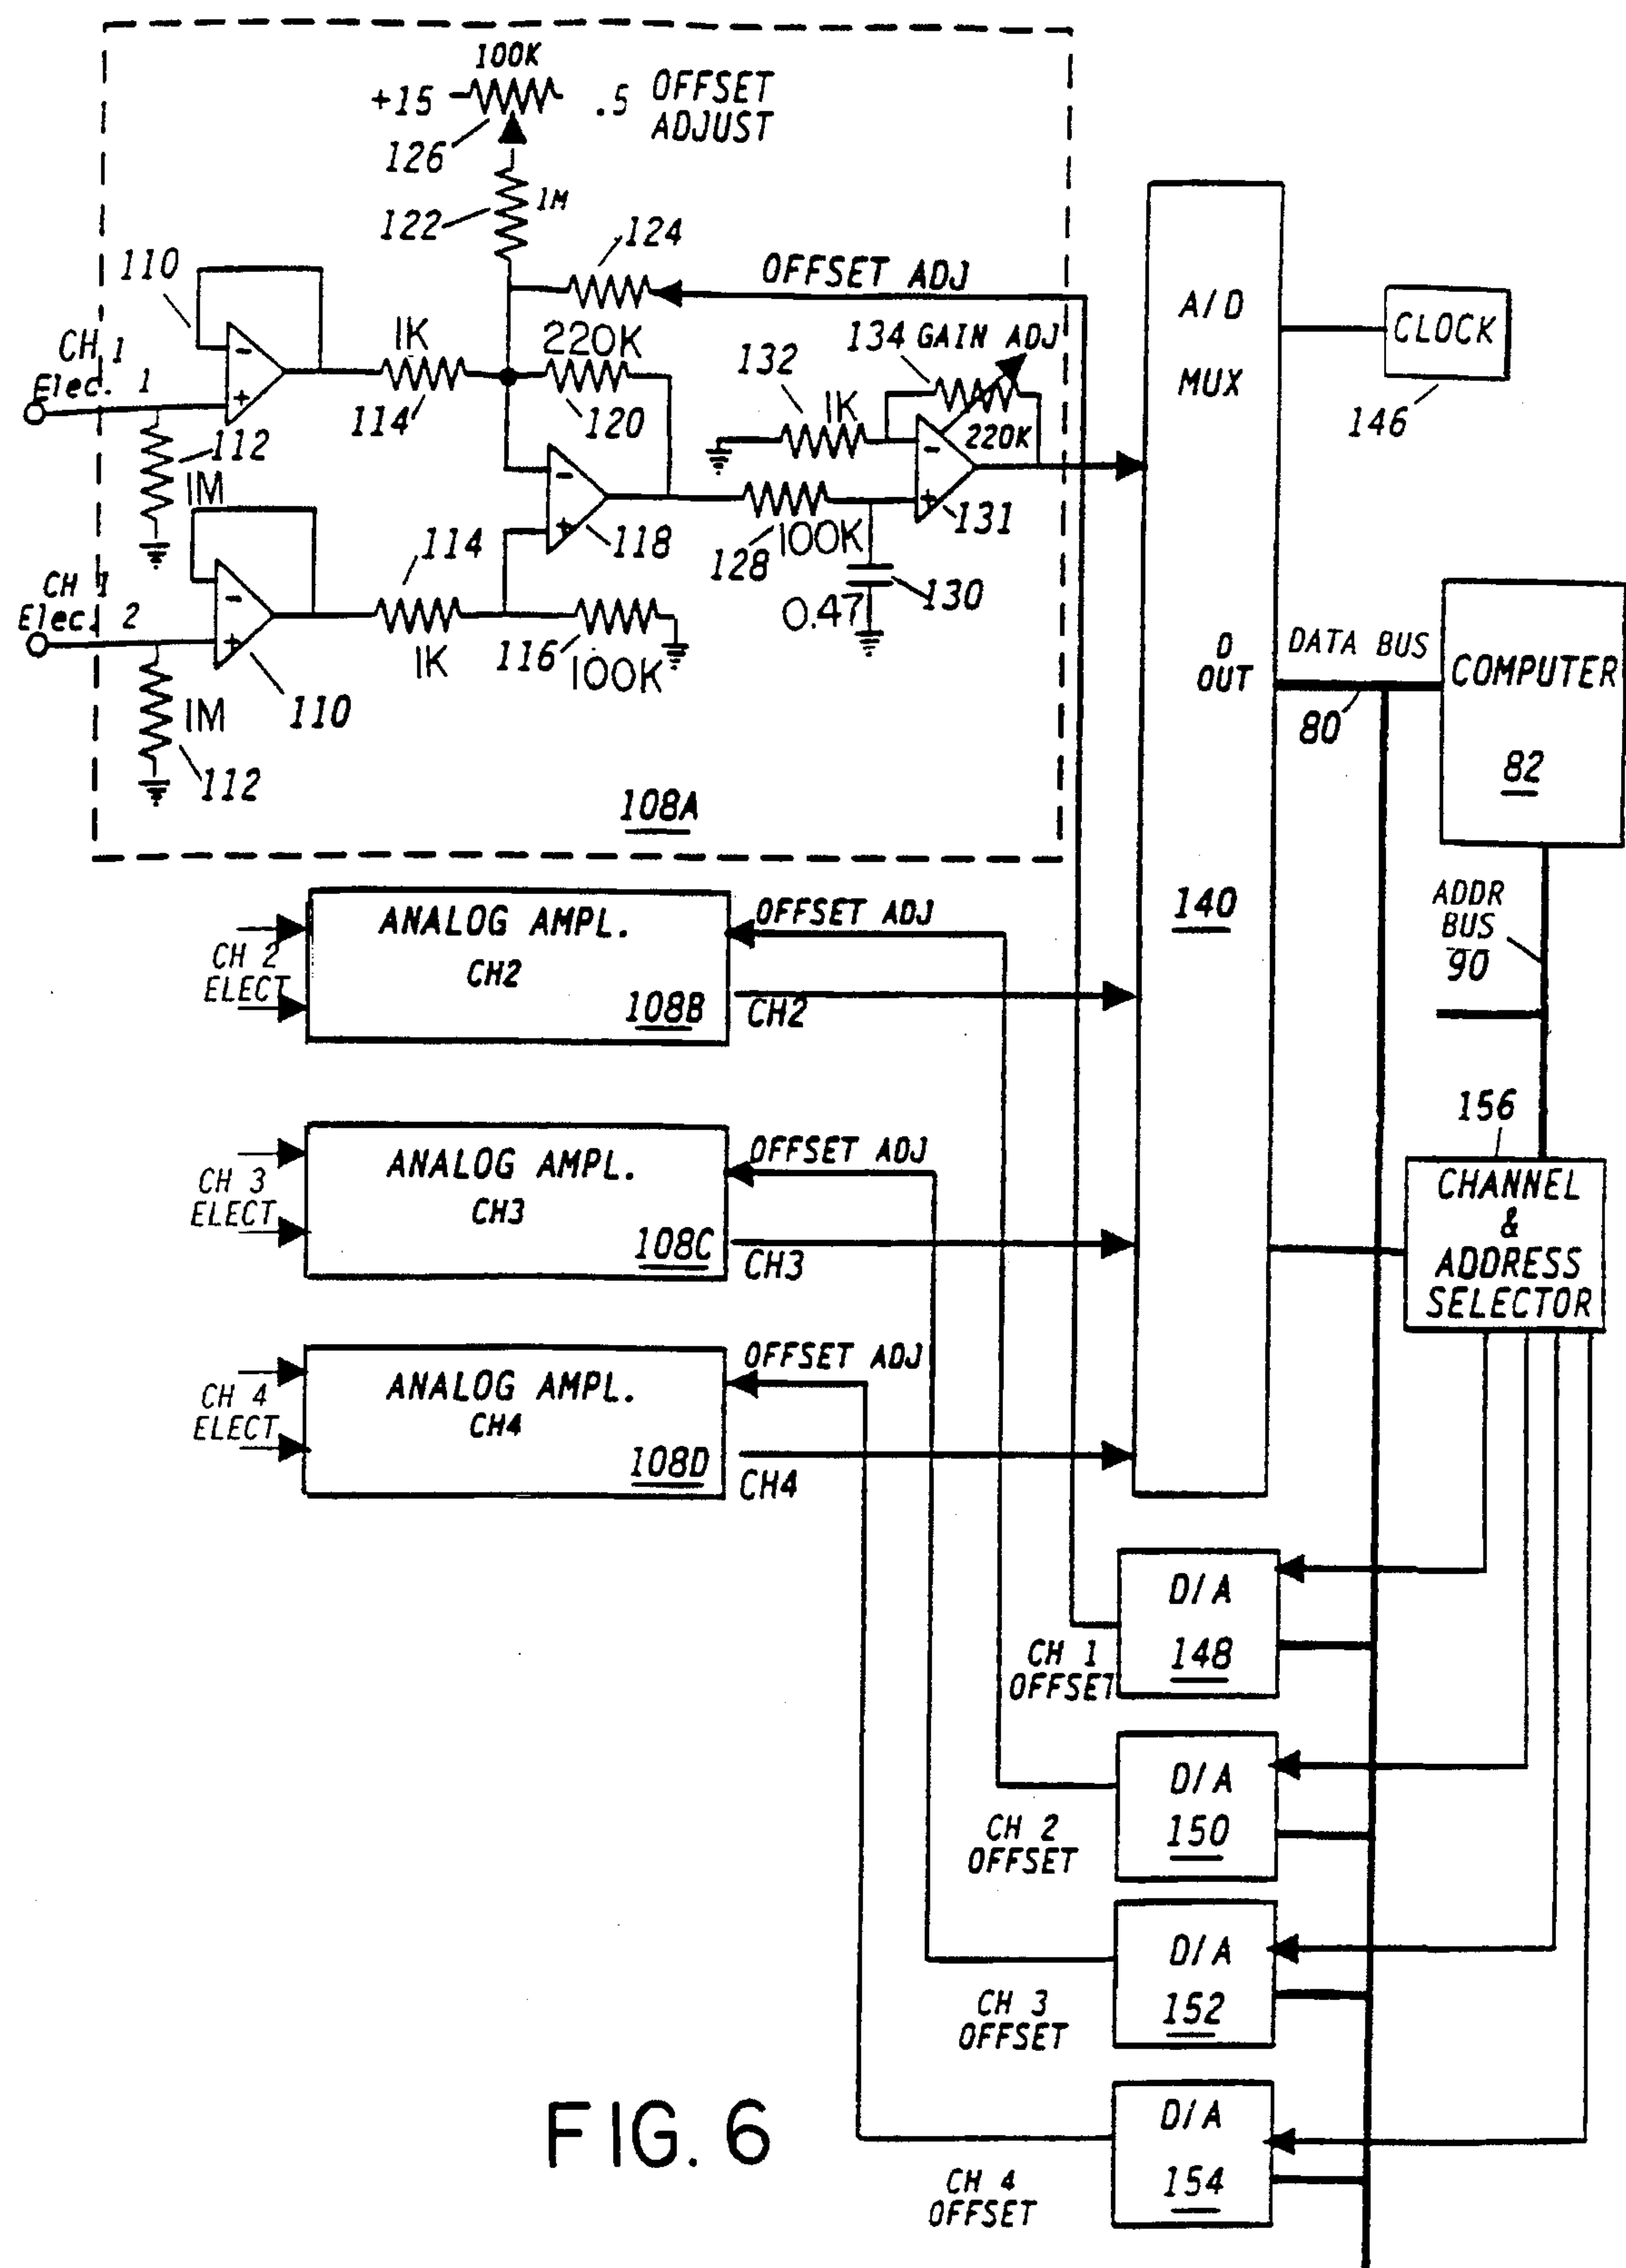 100K
+15
.5 OFFSET
ADJUST
126
1M
122
124
110
OFFSET ADJ
CH 1
Elec. 1
1K
220K
114
120
132
134 GAIN ADJ
1K
220K
112
1M
118
128
100K
131
CH 1
Elec. 2
114
0.47
130
1K
116
100K
1M
110
112
108A
A/D
MUX
CLOCK
146
D
OUT
DATA BUS
80
COMPUTER
82
140
ADDR
BUS
90
ANALOG AMPL.
CH2
108B
CH 2
ELECT
OFFSET ADJ
CH2
156
CHANNEL
&
ADDRESS
SELECTOR
ANALOG AMPL.
CH3
108C
CH 3
ELECT
OFFSET ADJ
CH3
ANALOG AMPL.
CH4
108D
CH 4
ELECT
OFFSET ADJ
CH4
D/A
148
CH 1
OFFSET
D/A
150
CH 2
OFFSET
D/A
152
CH 3
OFFSET
D/A
154
CH 4
OFFSET
FIG. 6